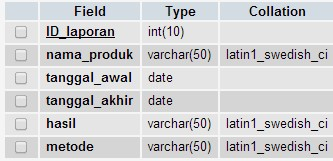 Field Type Collation
ID_laporan int(10)
nama_produk varchar(50) latin1_swedish_ci
tanggal_awal date
tanggal_akhir date
hasil varchar(50) latin1_swedish_ci
metode varchar(50) latin1_swedish_ci